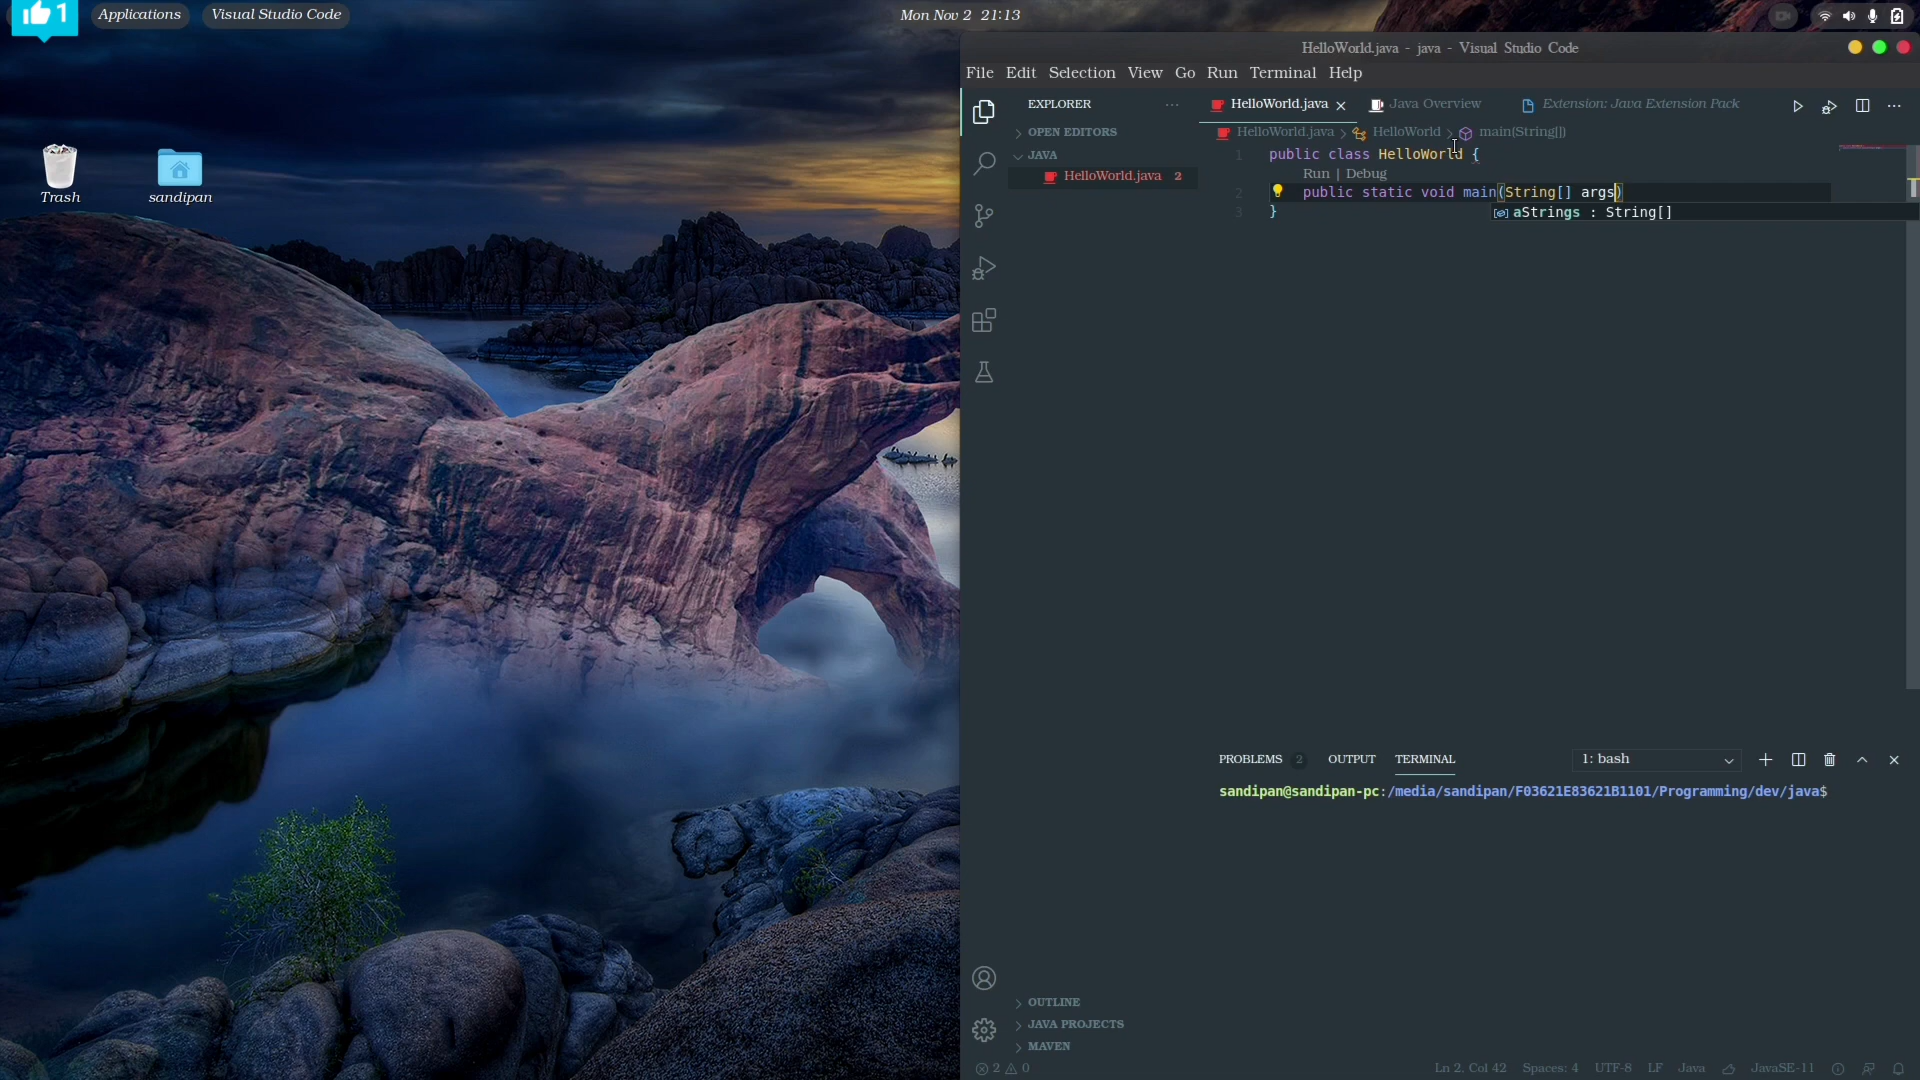 1
Applications
Visual Studio Code
Mon Nov 2 21:13
Trash
sandipan
HelloWorld.java - java - Visual Studio Code
File Edit Selection View Go Run Terminal Help
EXPLORER
OPEN EDITORS
JAVA
HelloWorld.java 2
HelloWorld.java
Java Overview
Extension: Java Extension Pack
HelloWorld.java > HelloWorld > main(String[])
1 public class HelloWorld {
Run | Debug
2 public static void main(String[] args)
aStrings : String[]
3 }
PROBLEMS 2 OUTPUT TERMINAL
1: bash
sandipan@sandipan-pc:/media/sandipan/F03621E83621B1101/Programming/dev/java$
OUTLINE
JAVA PROJECTS
MAVEN
2 0
Ln 2, Col 42 Spaces: 4 UTF-8 LF Java JavaSE-11